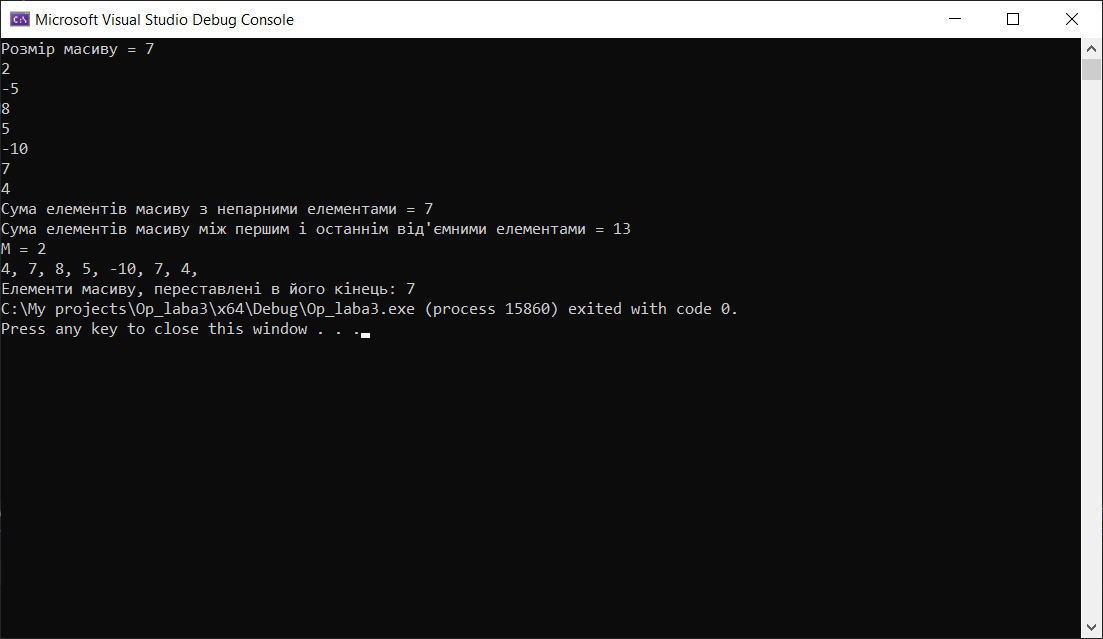 Microsoft Visual Studio Debug Console
Розмір масиву = 7
2
-5
8
5
-10
7
4
Сума елементів масиву з непарними елементами = 7
Сума елементів масиву між першим і останнім від'ємними елементами = 13
M = 2
4, 7, 8, 5, -10, 7, 4,
Елементи масиву, переставлені в його кінець: 7
C:\My projects\Op_laba3\x64\Debug\Op_laba3.exe (process 15860) exited with code 0.
Press any key to close this window . . .